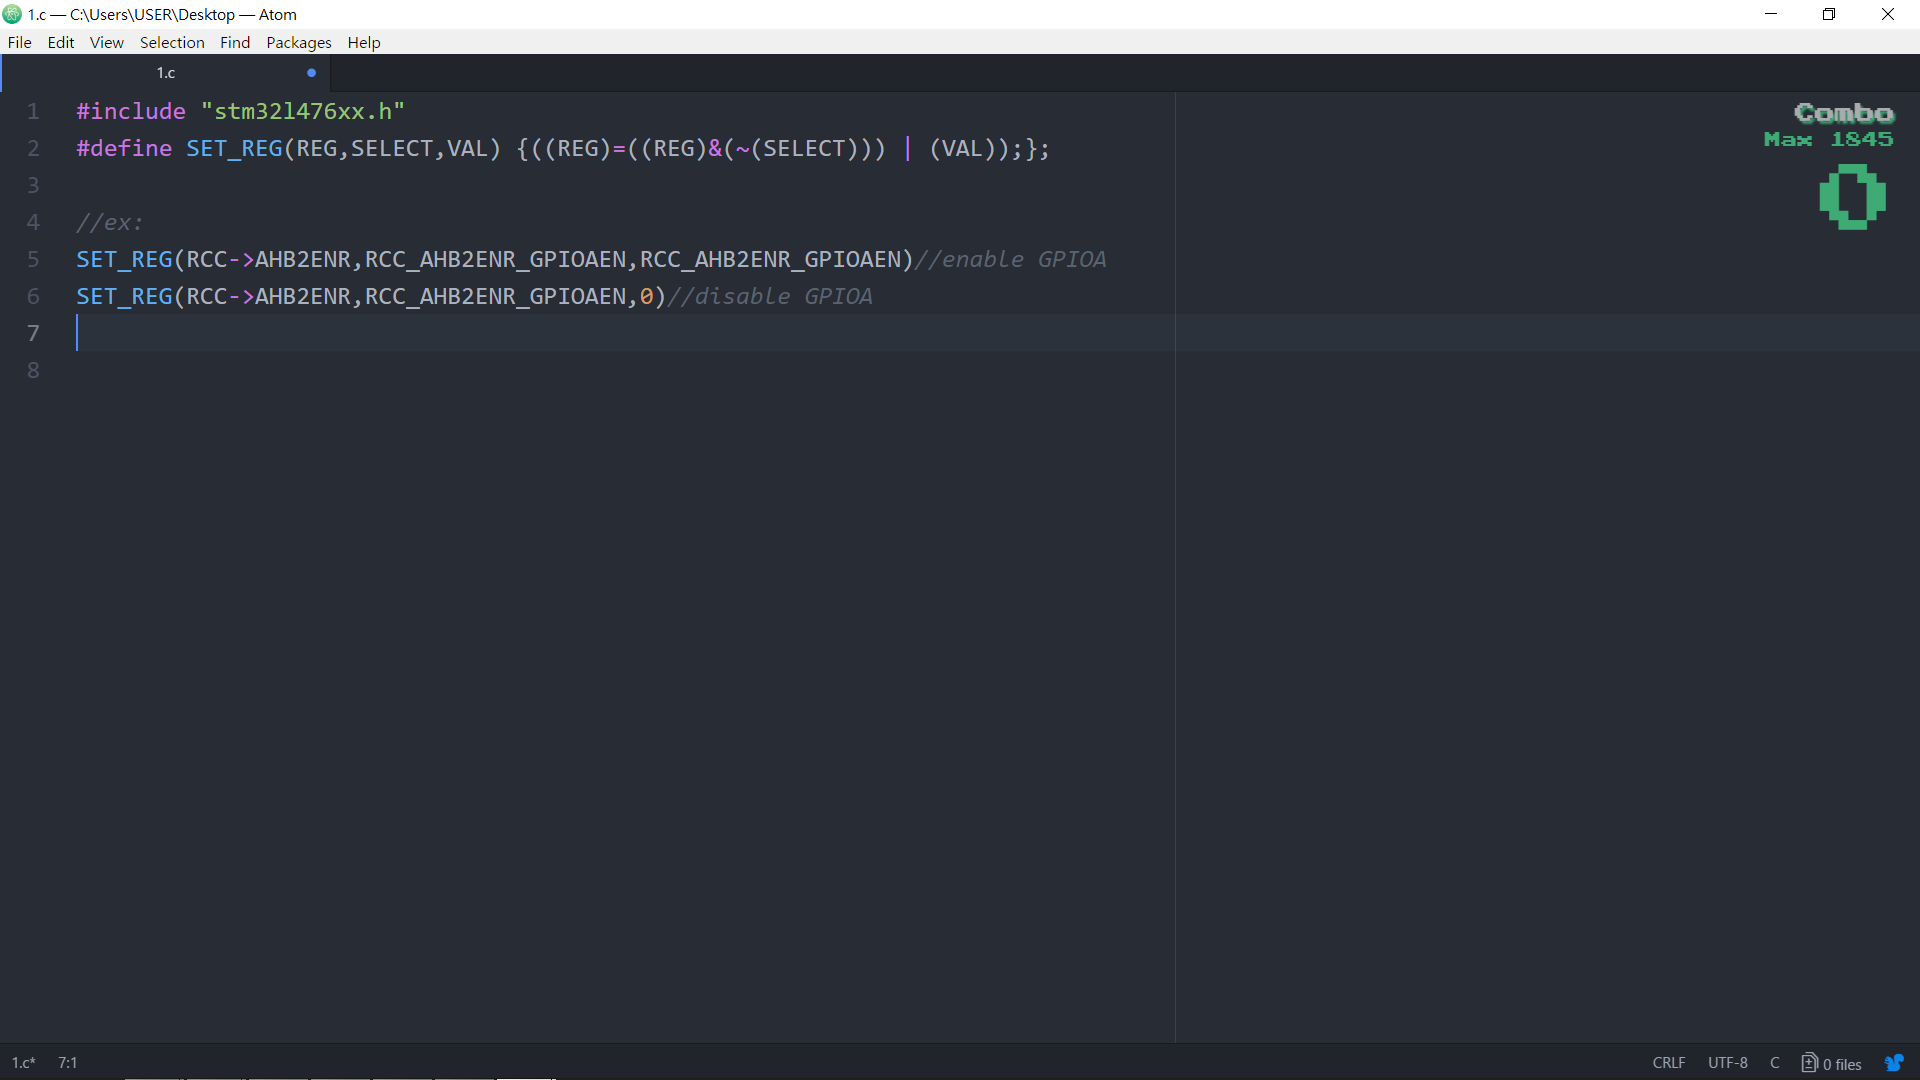 1.c — C:\Users\USER\Desktop — Atom
File Edit View Selection Find Packages Help
1.c
1 #include "stm32l476xx.h"
2 #define SET_REG(REG,SELECT,VAL) {((REG)=((REG)&(~(SELECT))) | (VAL));};
3
4 //ex:
5 SET_REG(RCC->AHB2ENR,RCC_AHB2ENR_GPIOAEN,RCC_AHB2ENR_GPIOAEN)//enable GPIOA
6 SET_REG(RCC->AHB2ENR,RCC_AHB2ENR_GPIOAEN,0)//disable GPIOA
7
8
Combo
Max 1845
0
1.c* 7:1 CRLF UTF-8 C 0 files